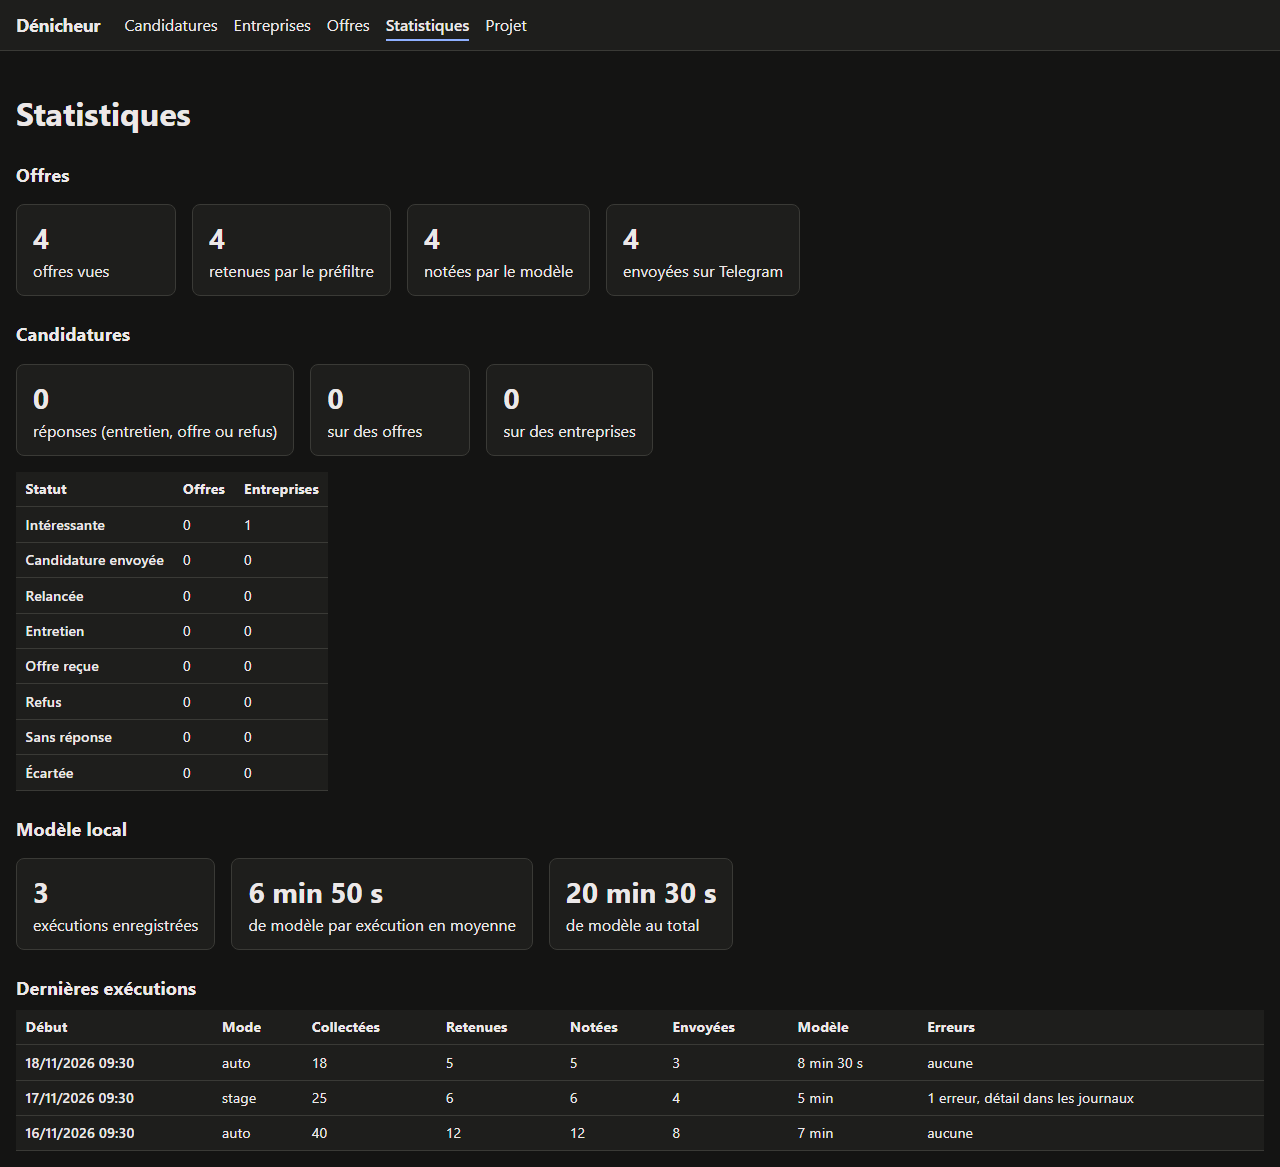 Dénicheur Candidatures Entreprises Offres Statistiques Projet
Statistiques
Offres
4 4 4 4
offres vues retenues par le préfiltre notées par le modèle envoyées sur Telegram
Candidatures
0 0 0
réponses (entretien, offre ou refus) sur des offres sur des entreprises
Statut Offres Entreprises
Intéressante 0 1
Candidature envoyée 0 0
Relancée 0 0
Entretien 0 0
Offre reçue 0 0
Refus 0 0
Sans réponse 0 0
Écartée 0 0
Modèle local
3 6 min 50 s 20 min 30 s
exécutions enregistrées de modèle par exécution en moyenne de modèle au total
Dernières exécutions
Début Mode Collectées Retenues Notées Envoyées Modèle Erreurs
18/11/2026 09:30 auto 18 5 5 3 8 min 30 s aucune
17/11/2026 09:30 stage 25 6 6 4 5 min 1 erreur, détail dans les journaux
16/11/2026 09:30 auto 40 12 12 8 7 min aucune